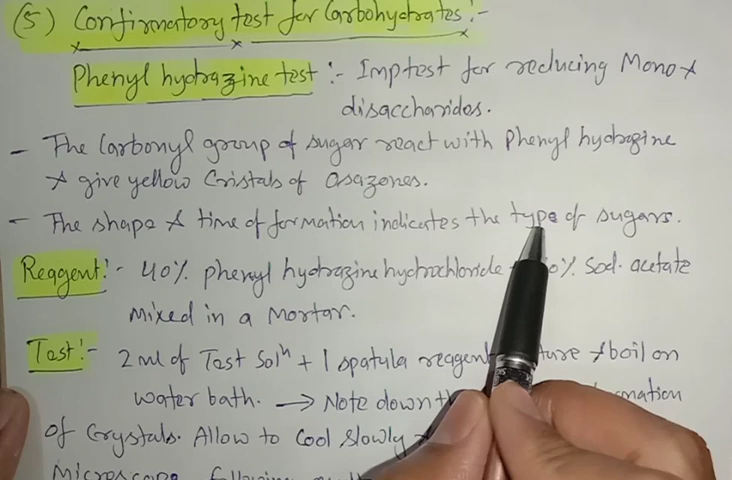 (5) Confirmatory test for Carbohydrates:-
Phenyl hydrazine test :- Imp test for reducing Mono &
disaccharides.
- The Carbonyl group of sugar react with Phenyl hydrazine
& give yellow Cristals of osazones.
- The shape & time of formation indicates the type of sugars.
Reagent:- 40% phenyl hydrazine hydrochloride 0% Sod. acetate
Mixed in a Mortar.
Test:- 2 ml of Test Solⁿ + 1 spatula reagent ture & boil on
water bath. → Note down
of Crystals. Allow to Cool slowly
Microscope